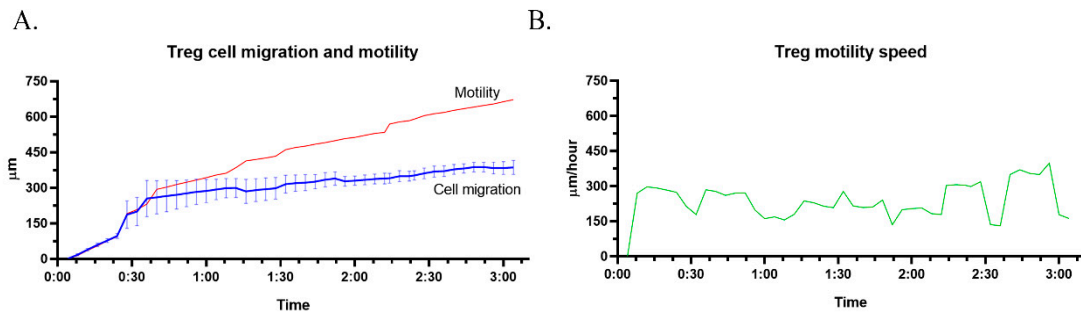 A.
Treg cell migration and motility
750
600
450
300
150
0
μm
Motility
Cell migration
0:00
0:30
1:00
1:30
2:00
2:30
3:00
Time
B.
Treg motility speed
750
600
450
300
150
0
μm/hour
0:00
0:30
1:00
1:30
2:00
2:30
3:00
Time